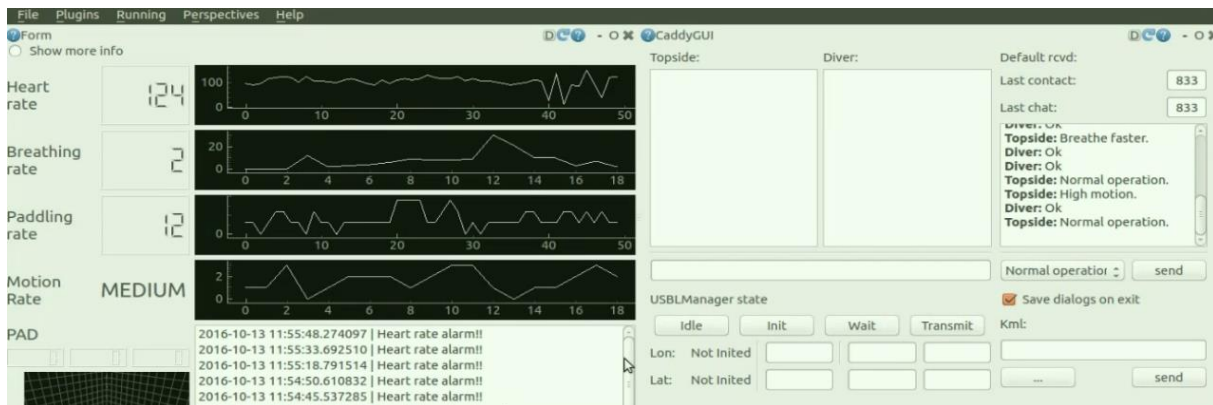 File Plugins Running Perspectives Help
Form
D - O
CaddyGUI
D - O
Show more info
Heart
rate
124
100
0
0 10 20 30 40 50
Breathing
rate
2
20
0
0 2 4 6 8 10 12 14 16 18
Paddling
rate
12
0
0 10 20 30 40 50
Motion
Rate
MEDIUM
2
0
0 2 4 6 8 10 12 14 16 18
PAD
2016-10-13 11:55:48.274097 | Heart rate alarm!!
2016-10-13 11:55:33.692510 | Heart rate alarm!!
2016-10-13 11:55:18.791514 | Heart rate alarm!!
2016-10-13 11:54:50.610832 | Heart rate alarm!!
2016-10-13 11:54:45.537285 | Heart rate alarm!!
Topside: Diver: Default rcvd:
Last contact: 833
Last chat: 833
Diver: Ok
Topside: Breathe faster.
Diver: Ok
Diver: Ok
Topside: Normal operation.
Topside: High motion.
Diver: Ok
Topside: Normal operation.
Normal operatior send
USBLManager state
Save dialogs on exit
Idle Init Wait Transmit
Kml:
Lon: Not Inited
Lat: Not Inited
... send